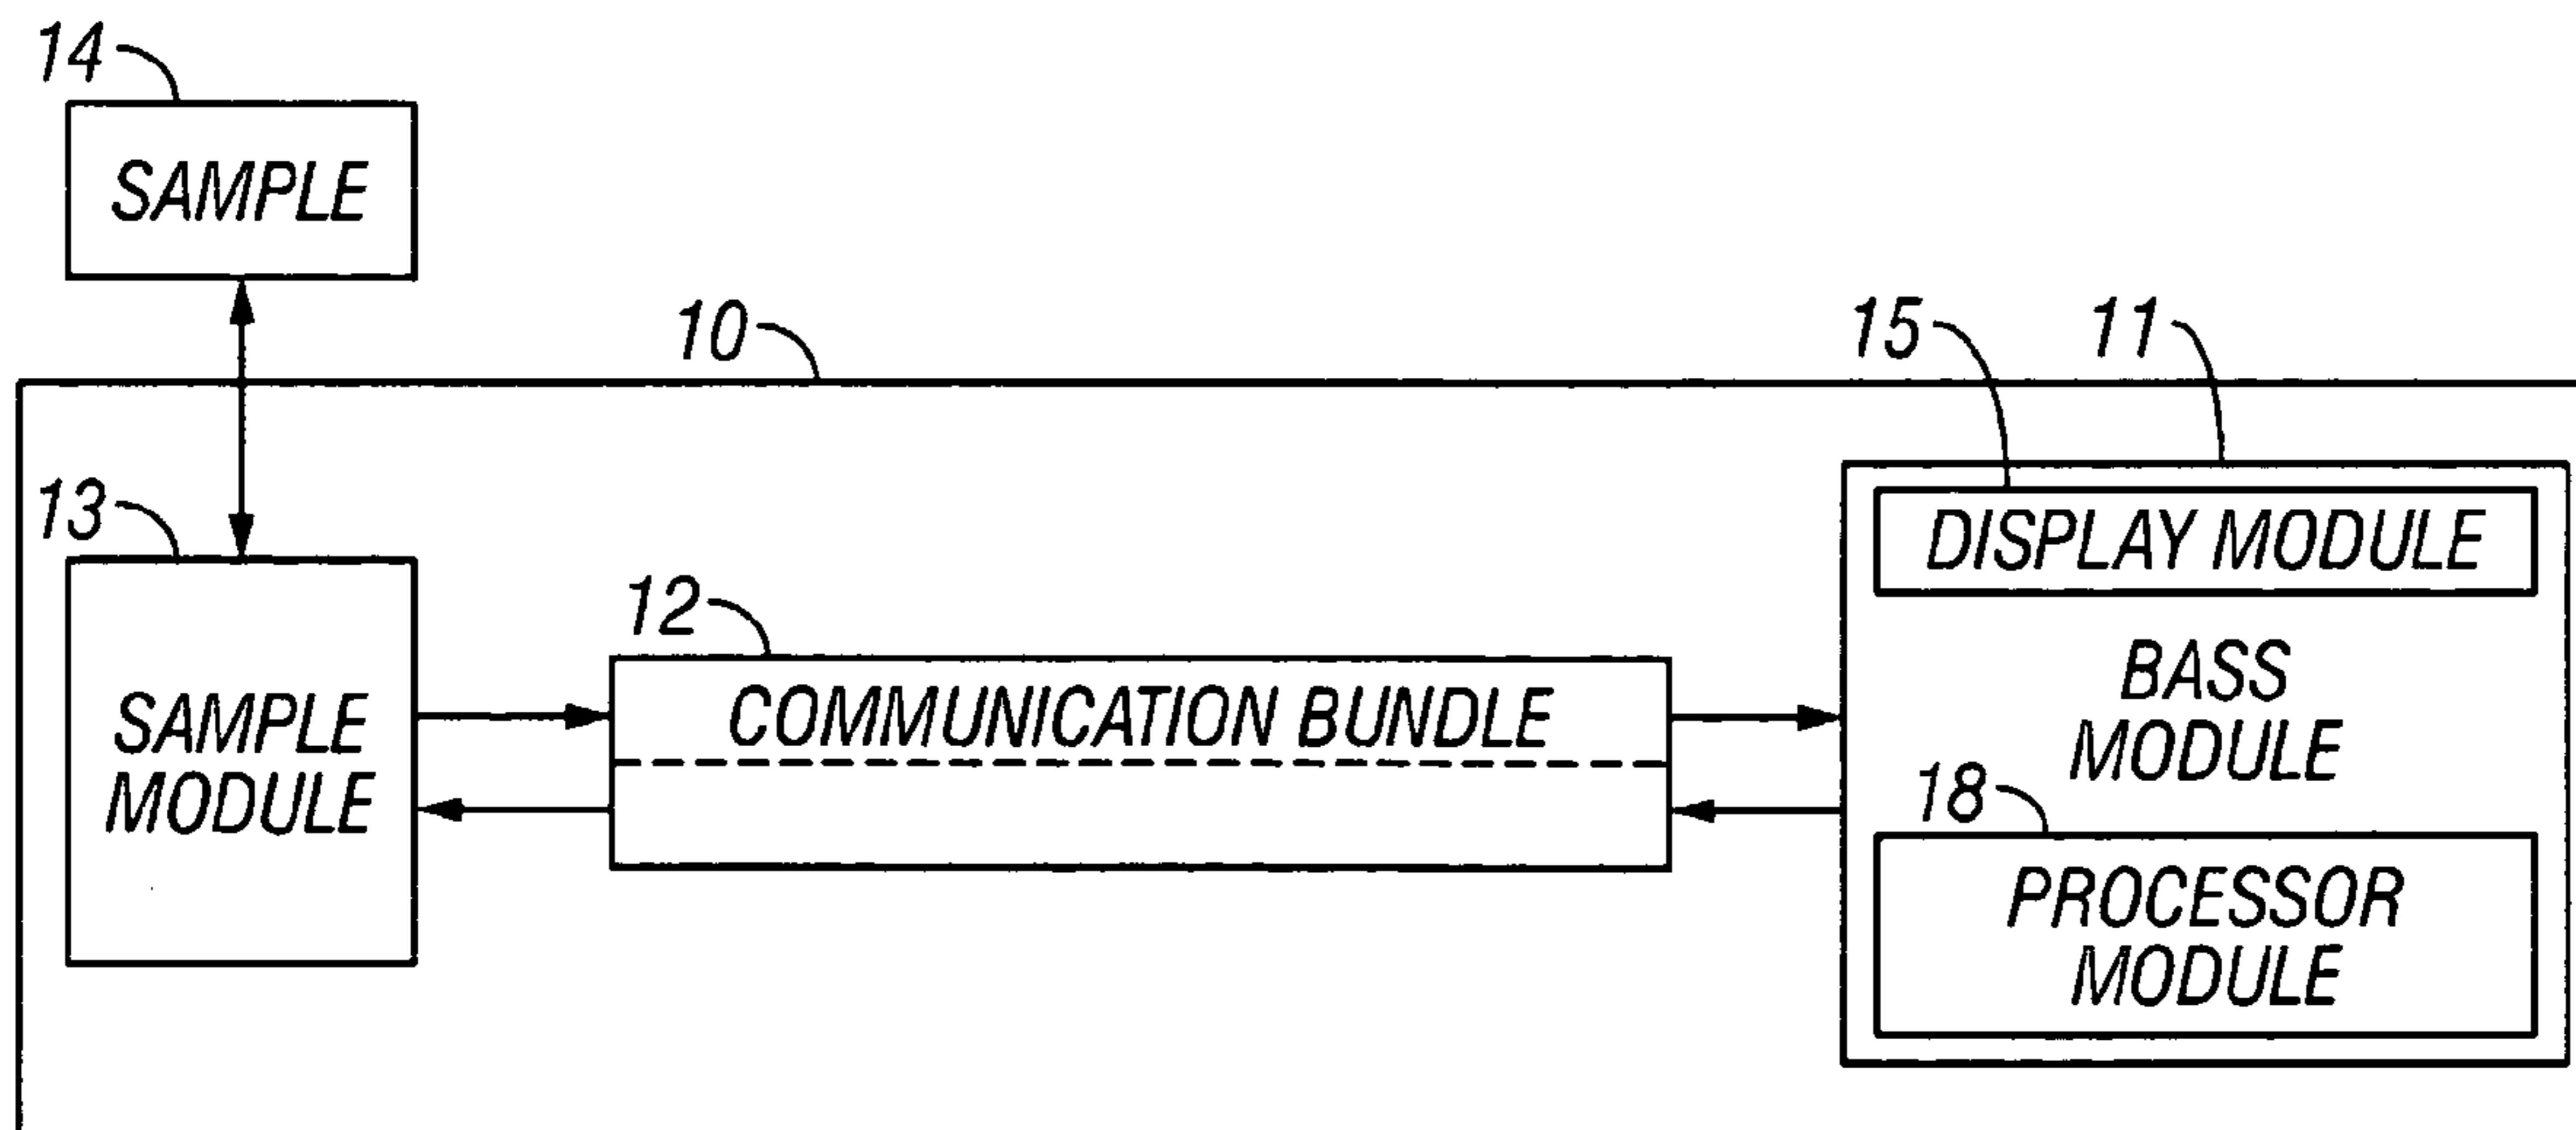 14
SAMPLE
10
15
11
13
DISPLAY MODULE
12
BASS
MODULE
COMMUNICATION BUNDLE
SAMPLE
MODULE
18
PROCESSOR
MODULE